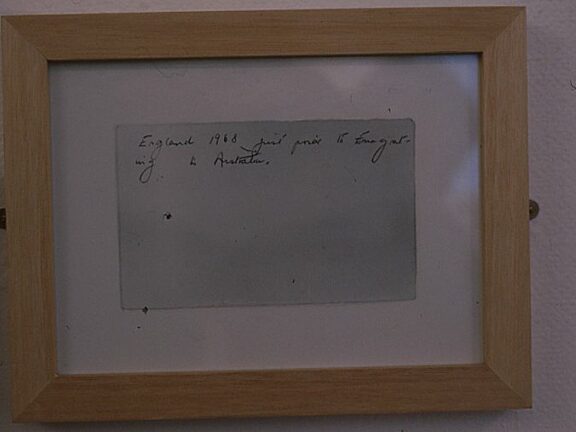 England 1968 just prior to Emigrat-
ing to Australia.